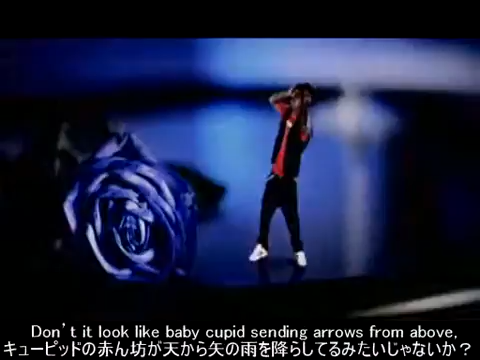 Don't it look like baby cupid sending arrows from above,
キューピッドの赤ん坊が天から矢の雨を降らしてるみたいじゃないか？